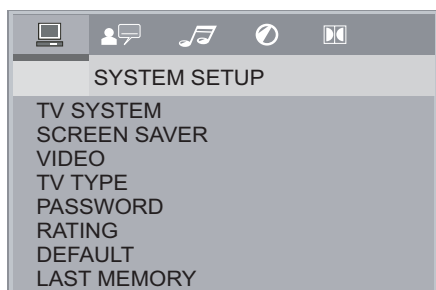 SYSTEM SETUP
TV SYSTEM
SCREEN SAVER
VIDEO
TV TYPE
PASSWORD
RATING
DEFAULT
LAST MEMORY